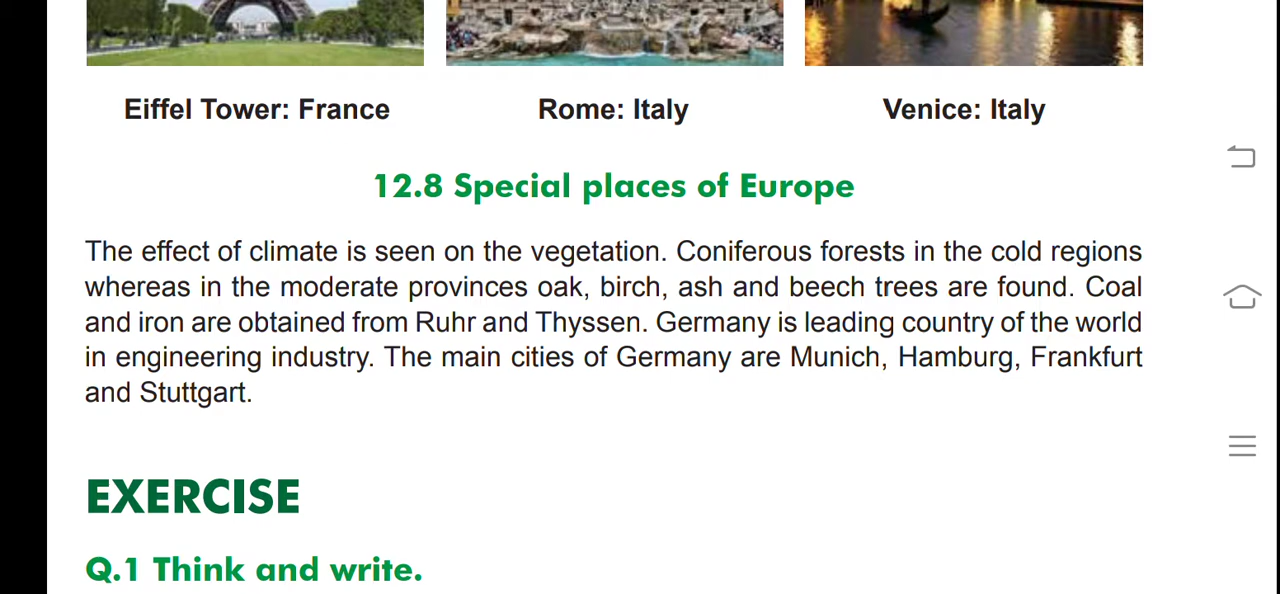 Eiffel Tower: France
Rome: Italy
Venice: Italy
12.8 Special places of Europe
The effect of climate is seen on the vegetation. Coniferous forests in the cold regions
whereas in the moderate provinces oak, birch, ash and beech trees are found. Coal
and iron are obtained from Ruhr and Thyssen. Germany is leading country of the world
in engineering industry. The main cities of Germany are Munich, Hamburg, Frankfurt
and Stuttgart.
EXERCISE
Q.1 Think and write.